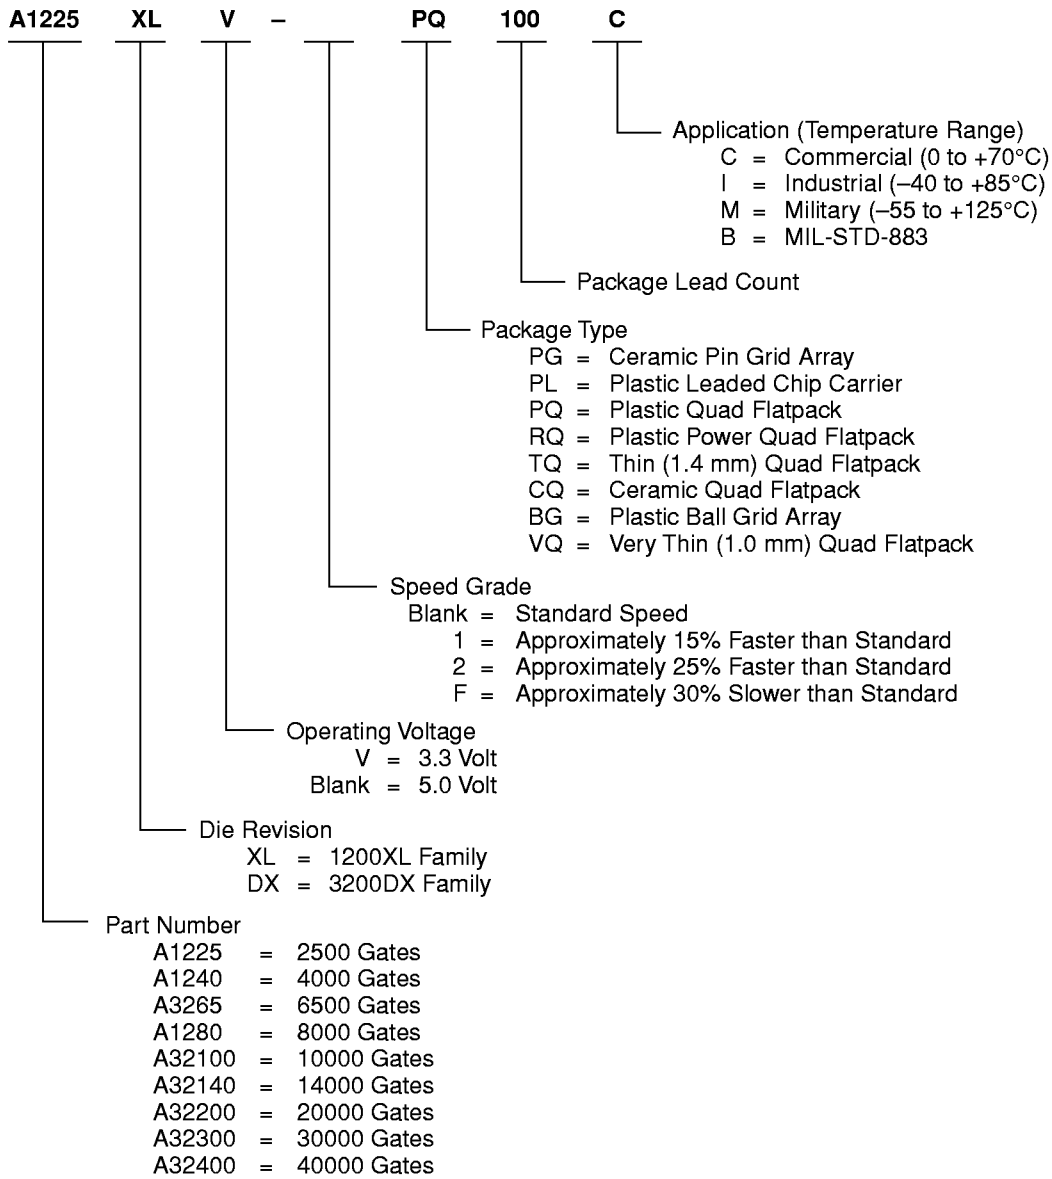 A1225 XL V – PQ 100 C
Application (Temperature Range)
C = Commercial (0 to +70°C)
I = Industrial (–40 to +85°C)
M = Military (–55 to +125°C)
B = MIL-STD-883
Package Lead Count
Package Type
PG = Ceramic Pin Grid Array
PL = Plastic Leaded Chip Carrier
PQ = Plastic Quad Flatpack
RQ = Plastic Power Quad Flatpack
TQ = Thin (1.4 mm) Quad Flatpack
CQ = Ceramic Quad Flatpack
BG = Plastic Ball Grid Array
VQ = Very Thin (1.0 mm) Quad Flatpack
Speed Grade
Blank = Standard Speed
1 = Approximately 15% Faster than Standard
2 = Approximately 25% Faster than Standard
F = Approximately 30% Slower than Standard
Operating Voltage
V = 3.3 Volt
Blank = 5.0 Volt
Die Revision
XL = 1200XL Family
DX = 3200DX Family
Part Number
A1225 = 2500 Gates
A1240 = 4000 Gates
A3265 = 6500 Gates
A1280 = 8000 Gates
A32100 = 10000 Gates
A32140 = 14000 Gates
A32200 = 20000 Gates
A32300 = 30000 Gates
A32400 = 40000 Gates